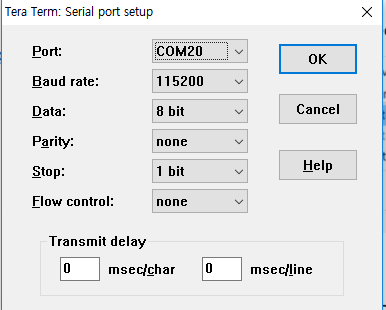 Tera Term: Serial port setup
Port: COM20
OK
Baud rate: 115200
Data: 8 bit
Cancel
Parity: none
Stop: 1 bit
Help
Flow control: none
Transmit delay
0 msec/char 0 msec/line